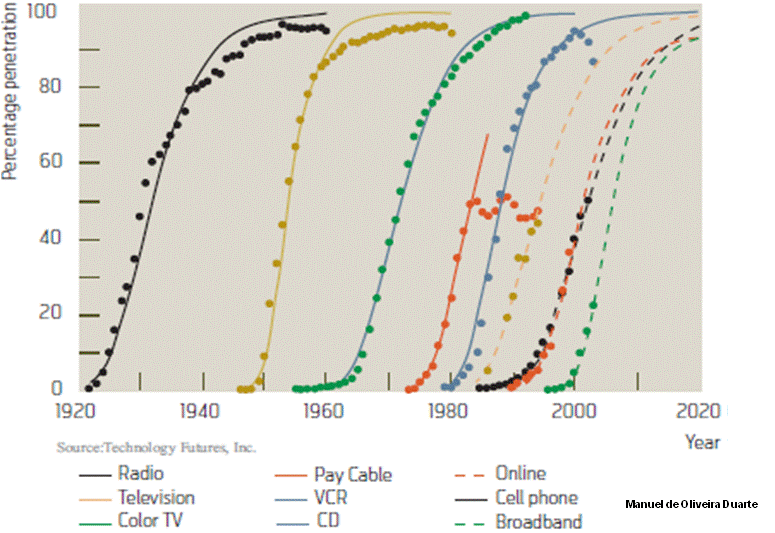 Percentage penetration
100
80
60
40
20
0
1920 1940 1960 1980 2000 2020
Year
Source:Technology Futures, Inc.
Radio Pay Cable Online
Television VCR Cell phone
Color TV CD Broadband
Manuel de Oliveira Duarte